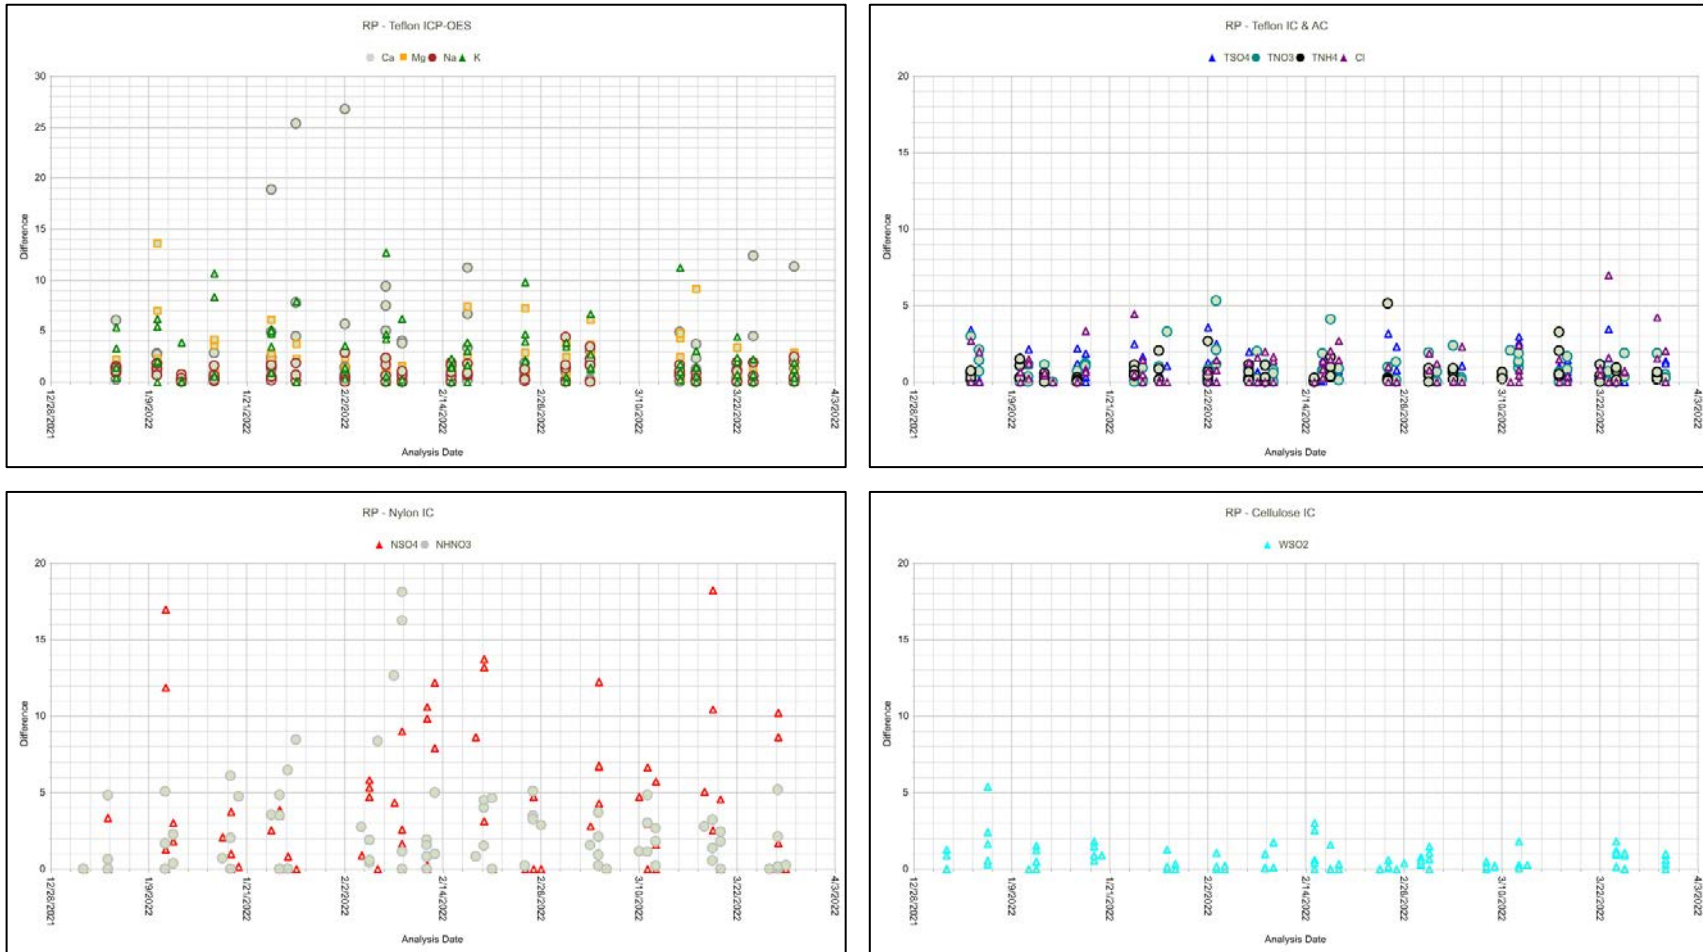 RP - Teflon ICP-OES
Ca Mg Na K
30
25
20
15
10
5
0
Difference
12/28/2021 1/9/2022 1/21/2022 2/2/2022 2/14/2022 2/26/2022 3/10/2022 3/22/2022 4/3/2022
Analysis Date
RP - Teflon IC & AC
TSO4 TNO3 TNH4 Cl
20
15
10
5
0
Difference
12/28/2021 1/9/2022 1/21/2022 2/2/2022 2/14/2022 2/26/2022 3/10/2022 3/22/2022 4/3/2022
Analysis Date
RP - Nylon IC
NSO4 NHNO3
20
15
10
5
0
Difference
12/28/2021 1/9/2022 1/21/2022 2/2/2022 2/14/2022 2/26/2022 3/10/2022 3/22/2022 4/3/2022
Analysis Date
RP - Cellulose IC
WSO2
20
15
10
5
0
Difference
12/28/2021 1/9/2022 1/21/2022 2/2/2022 2/14/2022 2/26/2022 3/10/2022 3/22/2022 4/3/2022
Analysis Date